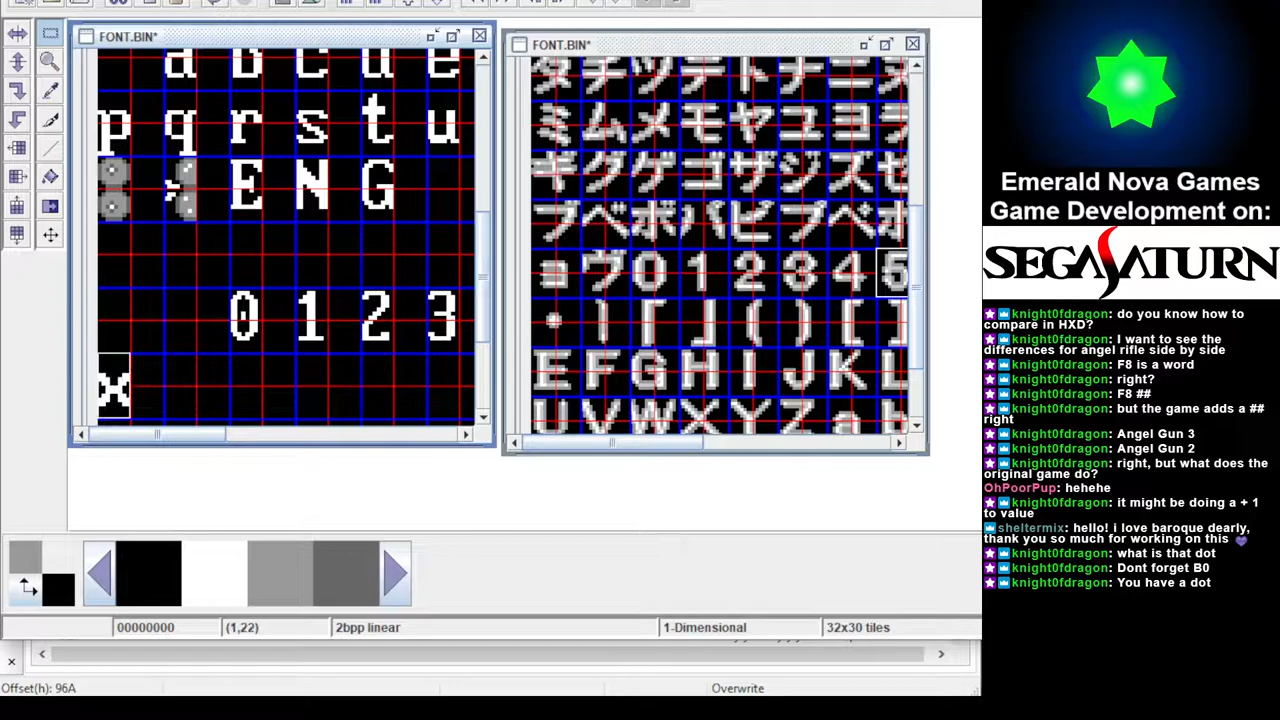 FONT.BIN*
a b c d e
p q r s t u
E N G
0 1 2 3
x
FONT.BIN*
タ チ ツ テ ト ナ ニ
ミ ム メ モ ヤ ユ ヨ ラ
ギ グ ゲ ゴ ザ ジ ズ ゼ
ブ ベ ボ パ ピ プ ペ ポ
ョ ヴ 0 1 2 3 4 5
・ ) [ ] ( ) [ ]
E F G H I J K L
U V W X Y Z a b
00000000
(1,22)
2bpp linear
1-Dimensional
32x30 tiles
Offset(h): 96A
Overwrite
Emerald Nova Games
Game Development on:
SEGA SATURN
knight0fdragon: do you know how to
compare in HXD?
knight0fdragon: I want to see the
differences for angel rifle side by side
knight0fdragon: F8 is a word
knight0fdragon: right?
knight0fdragon: F8 ##
knight0fdragon: but the game adds a ##
right
knight0fdragon: Angel Gun 3
knight0fdragon: Angel Gun 2
knight0fdragon: right, but what does the
original game do?
OhPoorPup: hehehe
knight0fdragon: it might be doing a + 1
to value
sheltermix: hello! i love baroque dearly,
thank you so much for working on this 💜
knight0fdragon: what is that dot
knight0fdragon: Dont forget B0
knight0fdragon: You have a dot